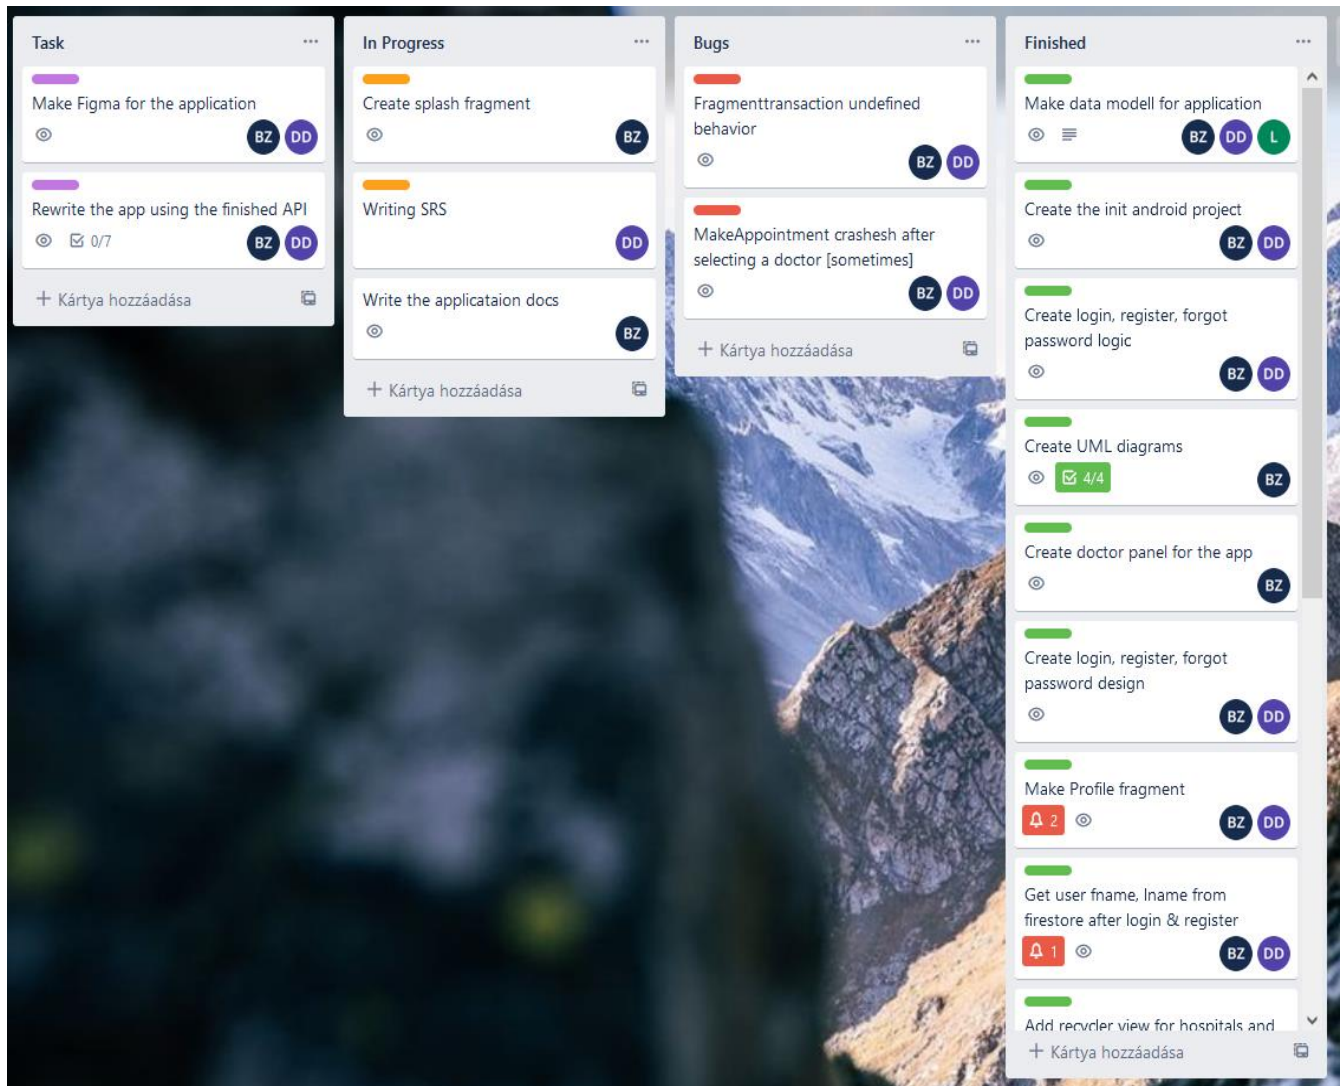 Task
Make Figma for the application
BZ DD
Rewrite the app using the finished API
0/7
BZ DD
+ Kártya hozzáadása
In Progress
Create splash fragment
BZ
Writing SRS
DD
Write the applicataion docs
BZ
+ Kártya hozzáadása
Bugs
Fragmenttransaction undefined
behavior
BZ DD
MakeAppointment crashesh after
selecting a doctor [sometimes]
BZ DD
+ Kártya hozzáadása
Finished
Make data modell for application
BZ DD L
Create the init android project
BZ DD
Create login, register, forgot
password logic
BZ DD
Create UML diagrams
4/4
BZ
Create doctor panel for the app
BZ
Create login, register, forgot
password design
BZ DD
Make Profile fragment
2
BZ DD
Get user fname, lname from
firestore after login & register
1
BZ DD
Add recycler view for hospitals and
+ Kártya hozzáadása